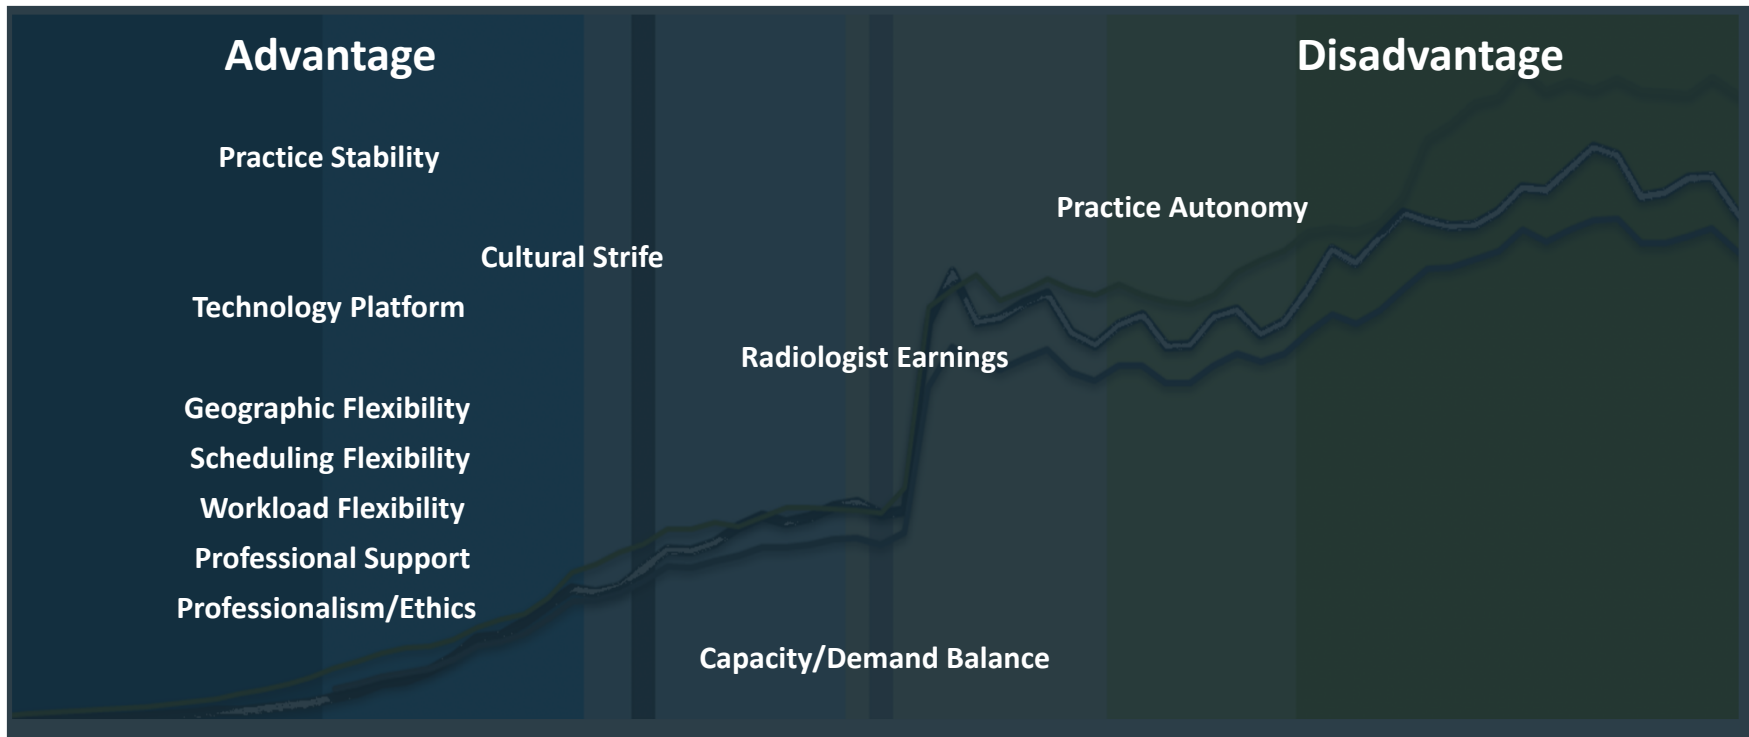 Advantage
Disadvantage
Practice Stability
Practice Autonomy
Cultural Strife
Technology Platform
Radiologist Earnings
Geographic Flexibility
Scheduling Flexibility
Workload Flexibility
Professional Support
Professionalism/Ethics
Capacity/Demand Balance